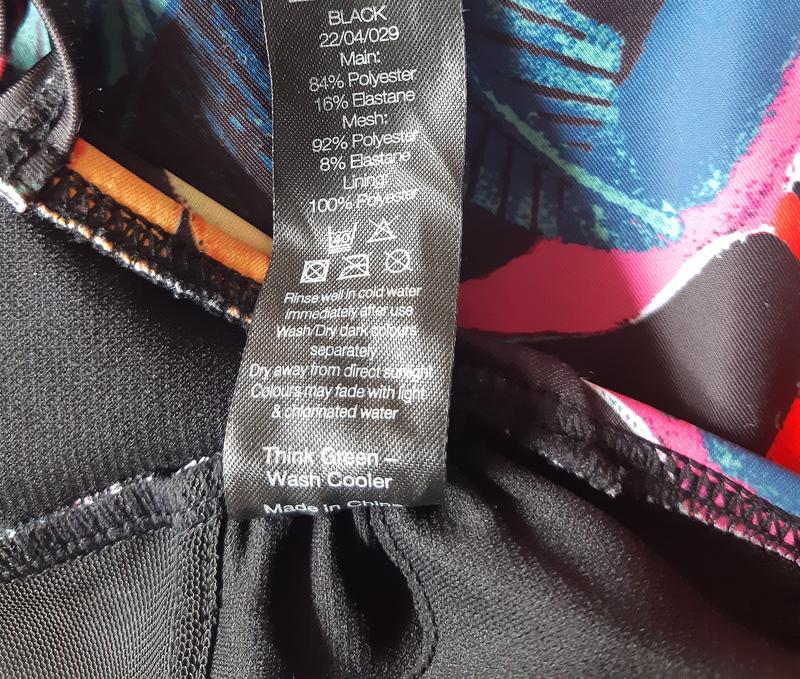 BLACK
22/04/029
Main:
84% Polyester
16% Elastane
Mesh:
92% Polyester
8% Elastane
Lining:
100% Polyester
40
Rinse well in cold water
immediately after use
Wash/Dry dark colours
separately
Dry away from direct sunlight
Colours may fade with light
& chlorinated water
Think Green –
Wash Cooler
Made in China